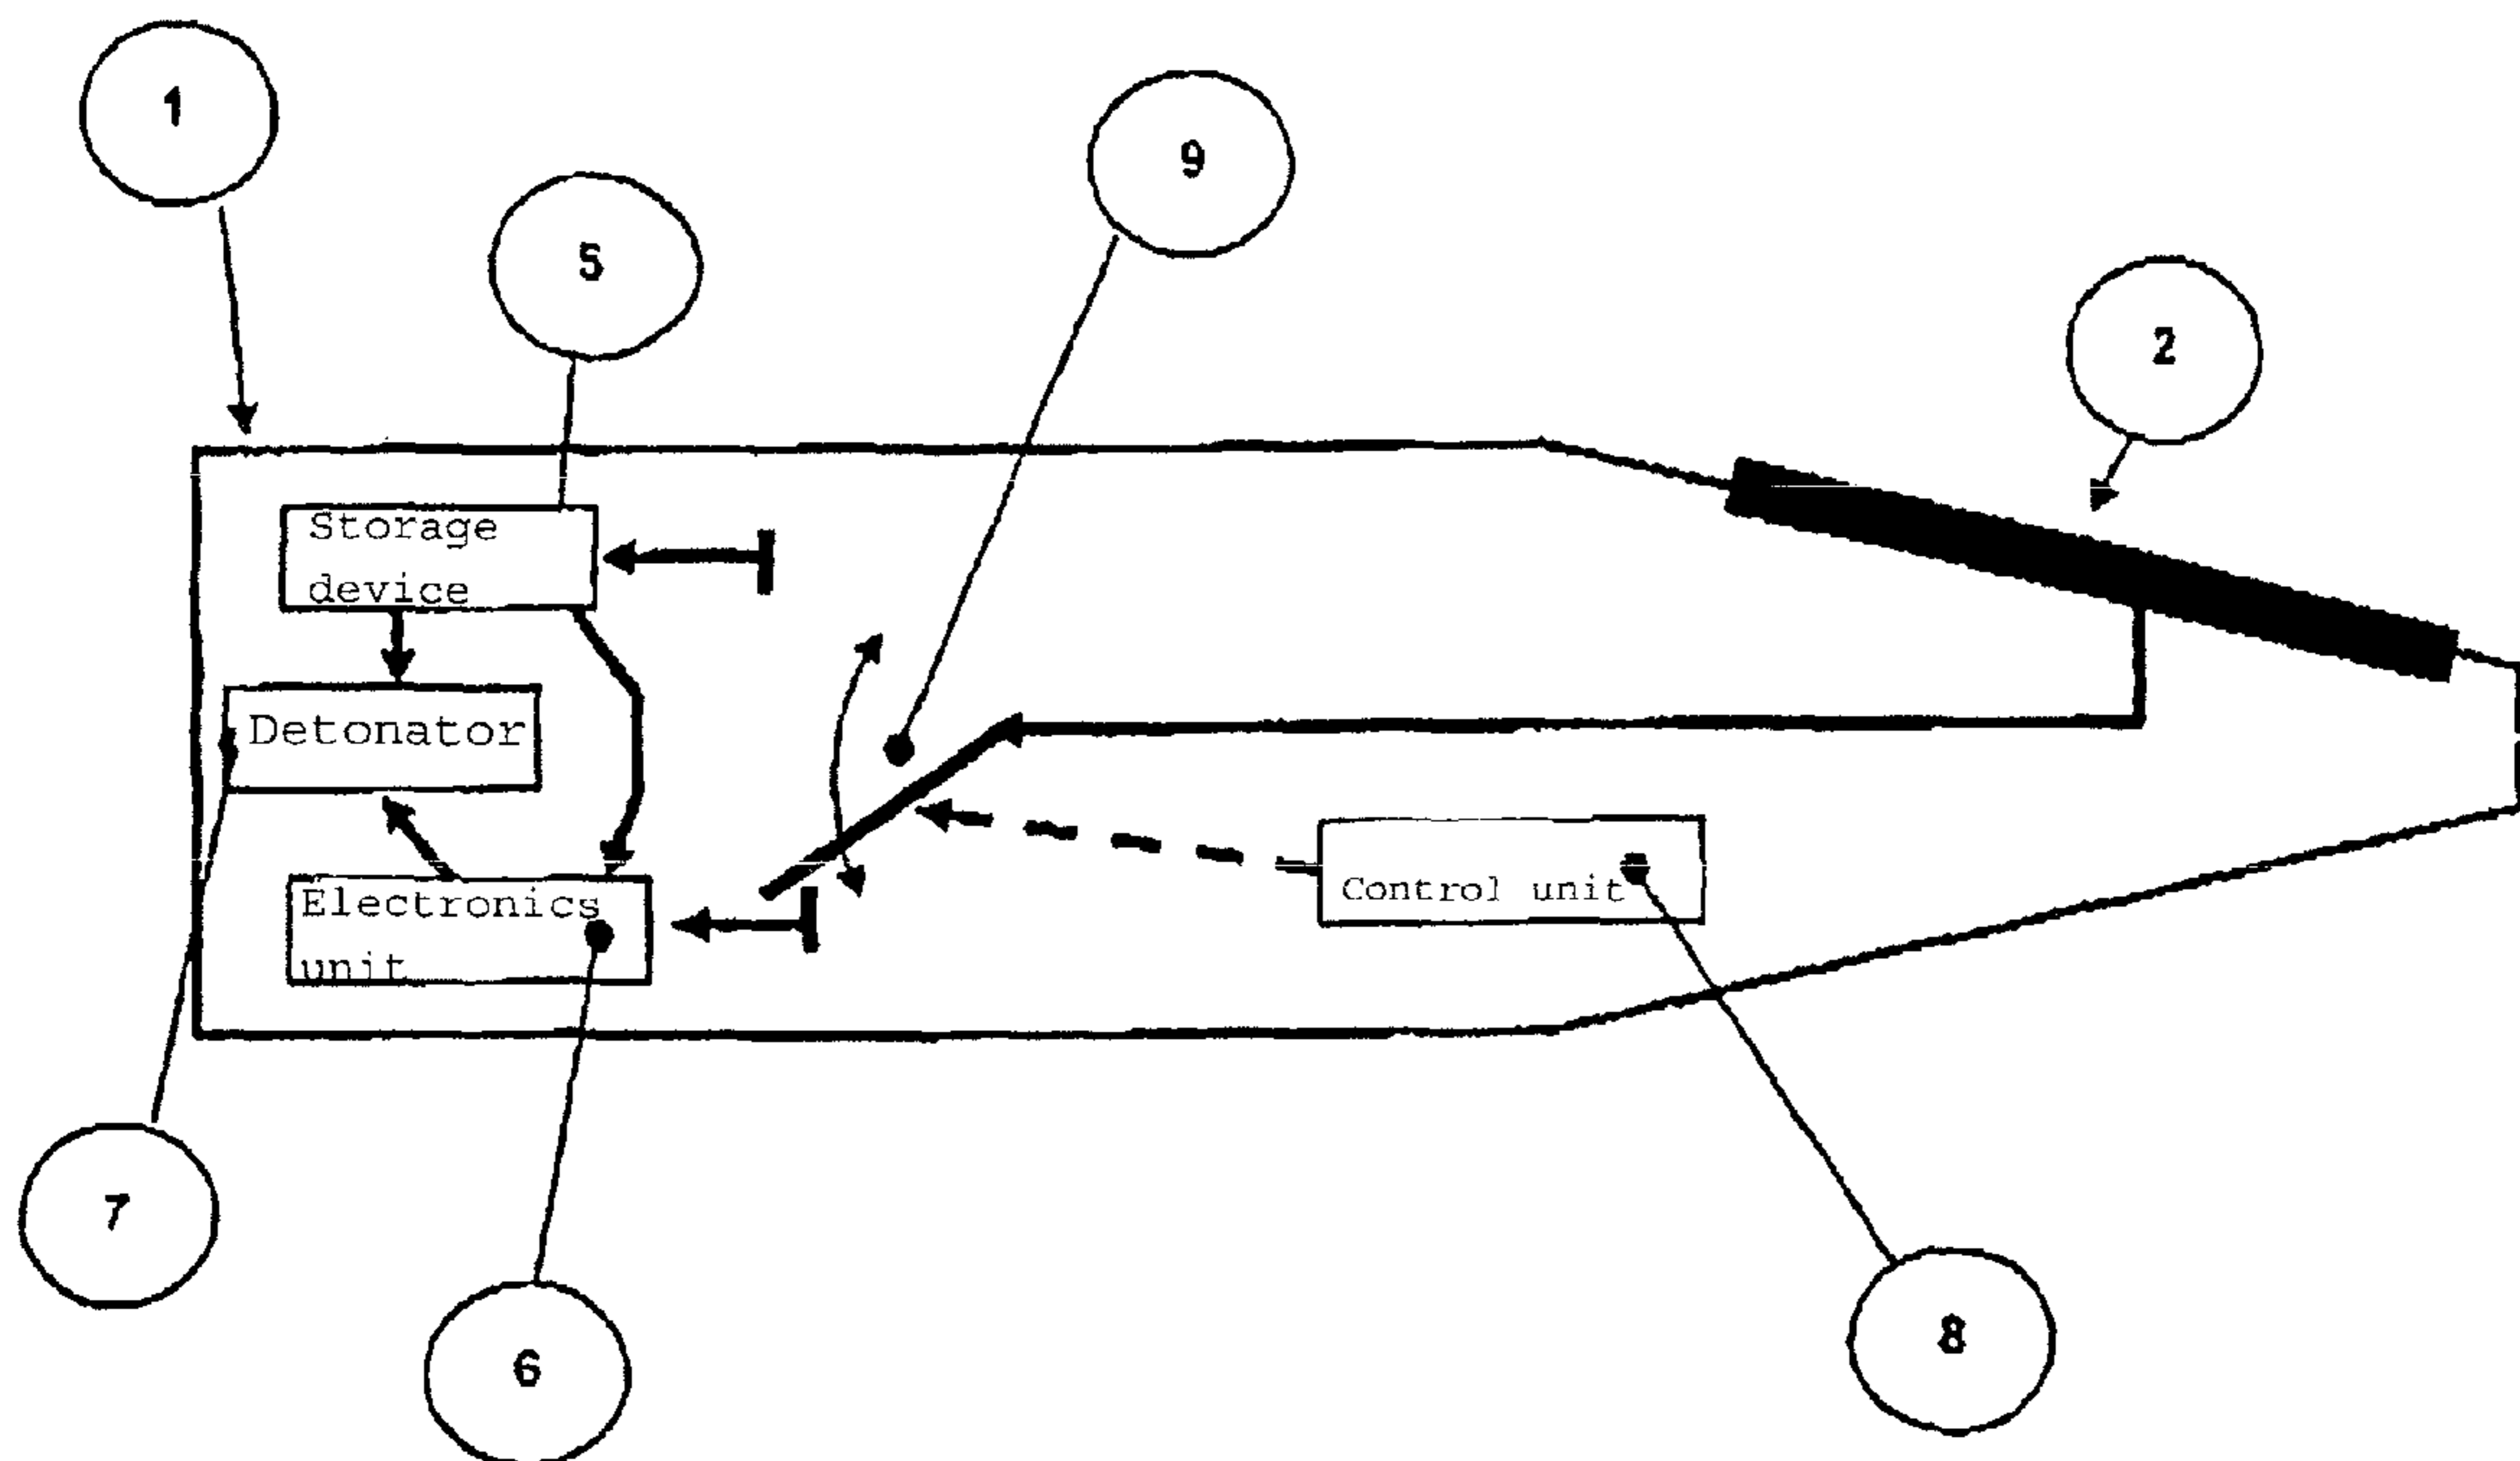 1
9
5
2
Storage
device
Detonator
Electronics
unit
Control unit
7
6
8